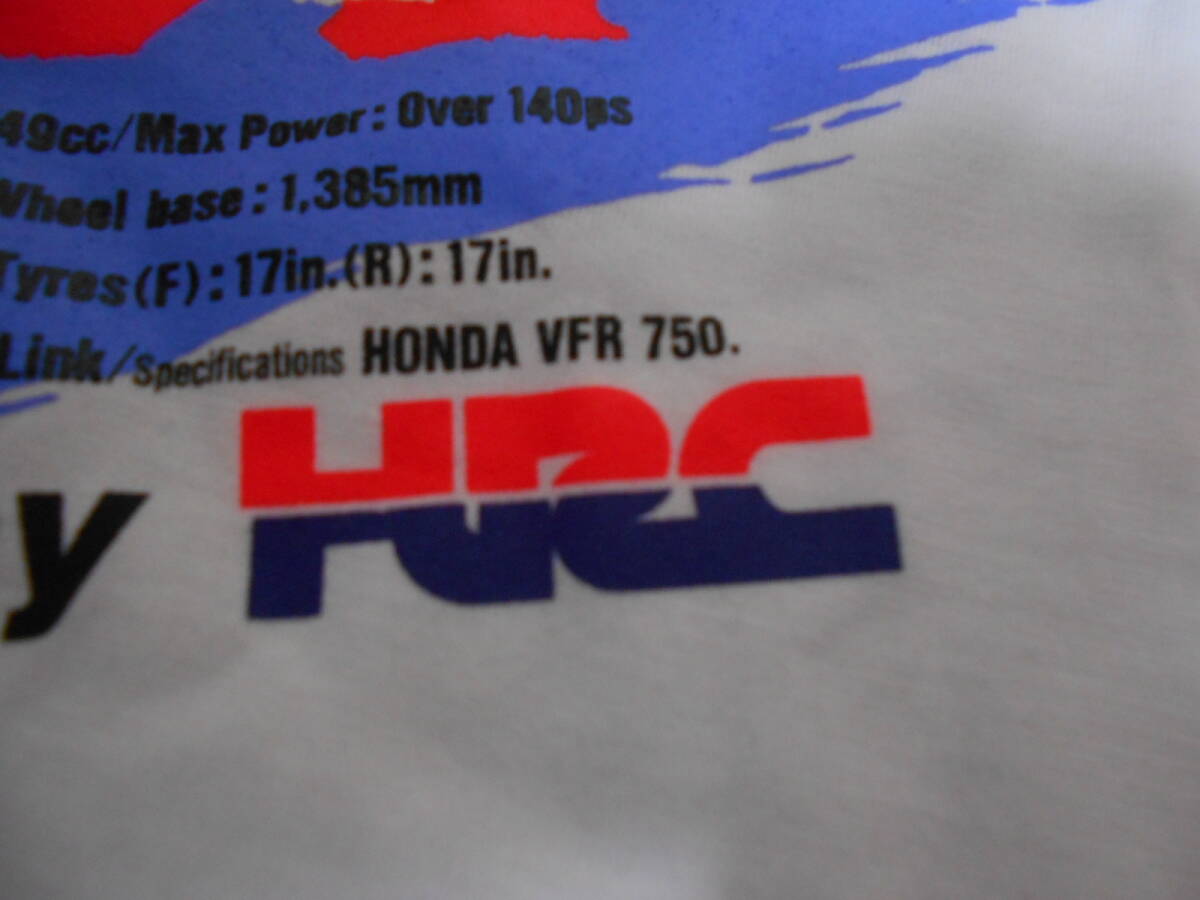 49cc/Max Power: Over 140ps
Wheel base: 1,385mm
Tyres(F):17in.(R):17in.
Link/Specifications HONDA VFR 750.
y HRC